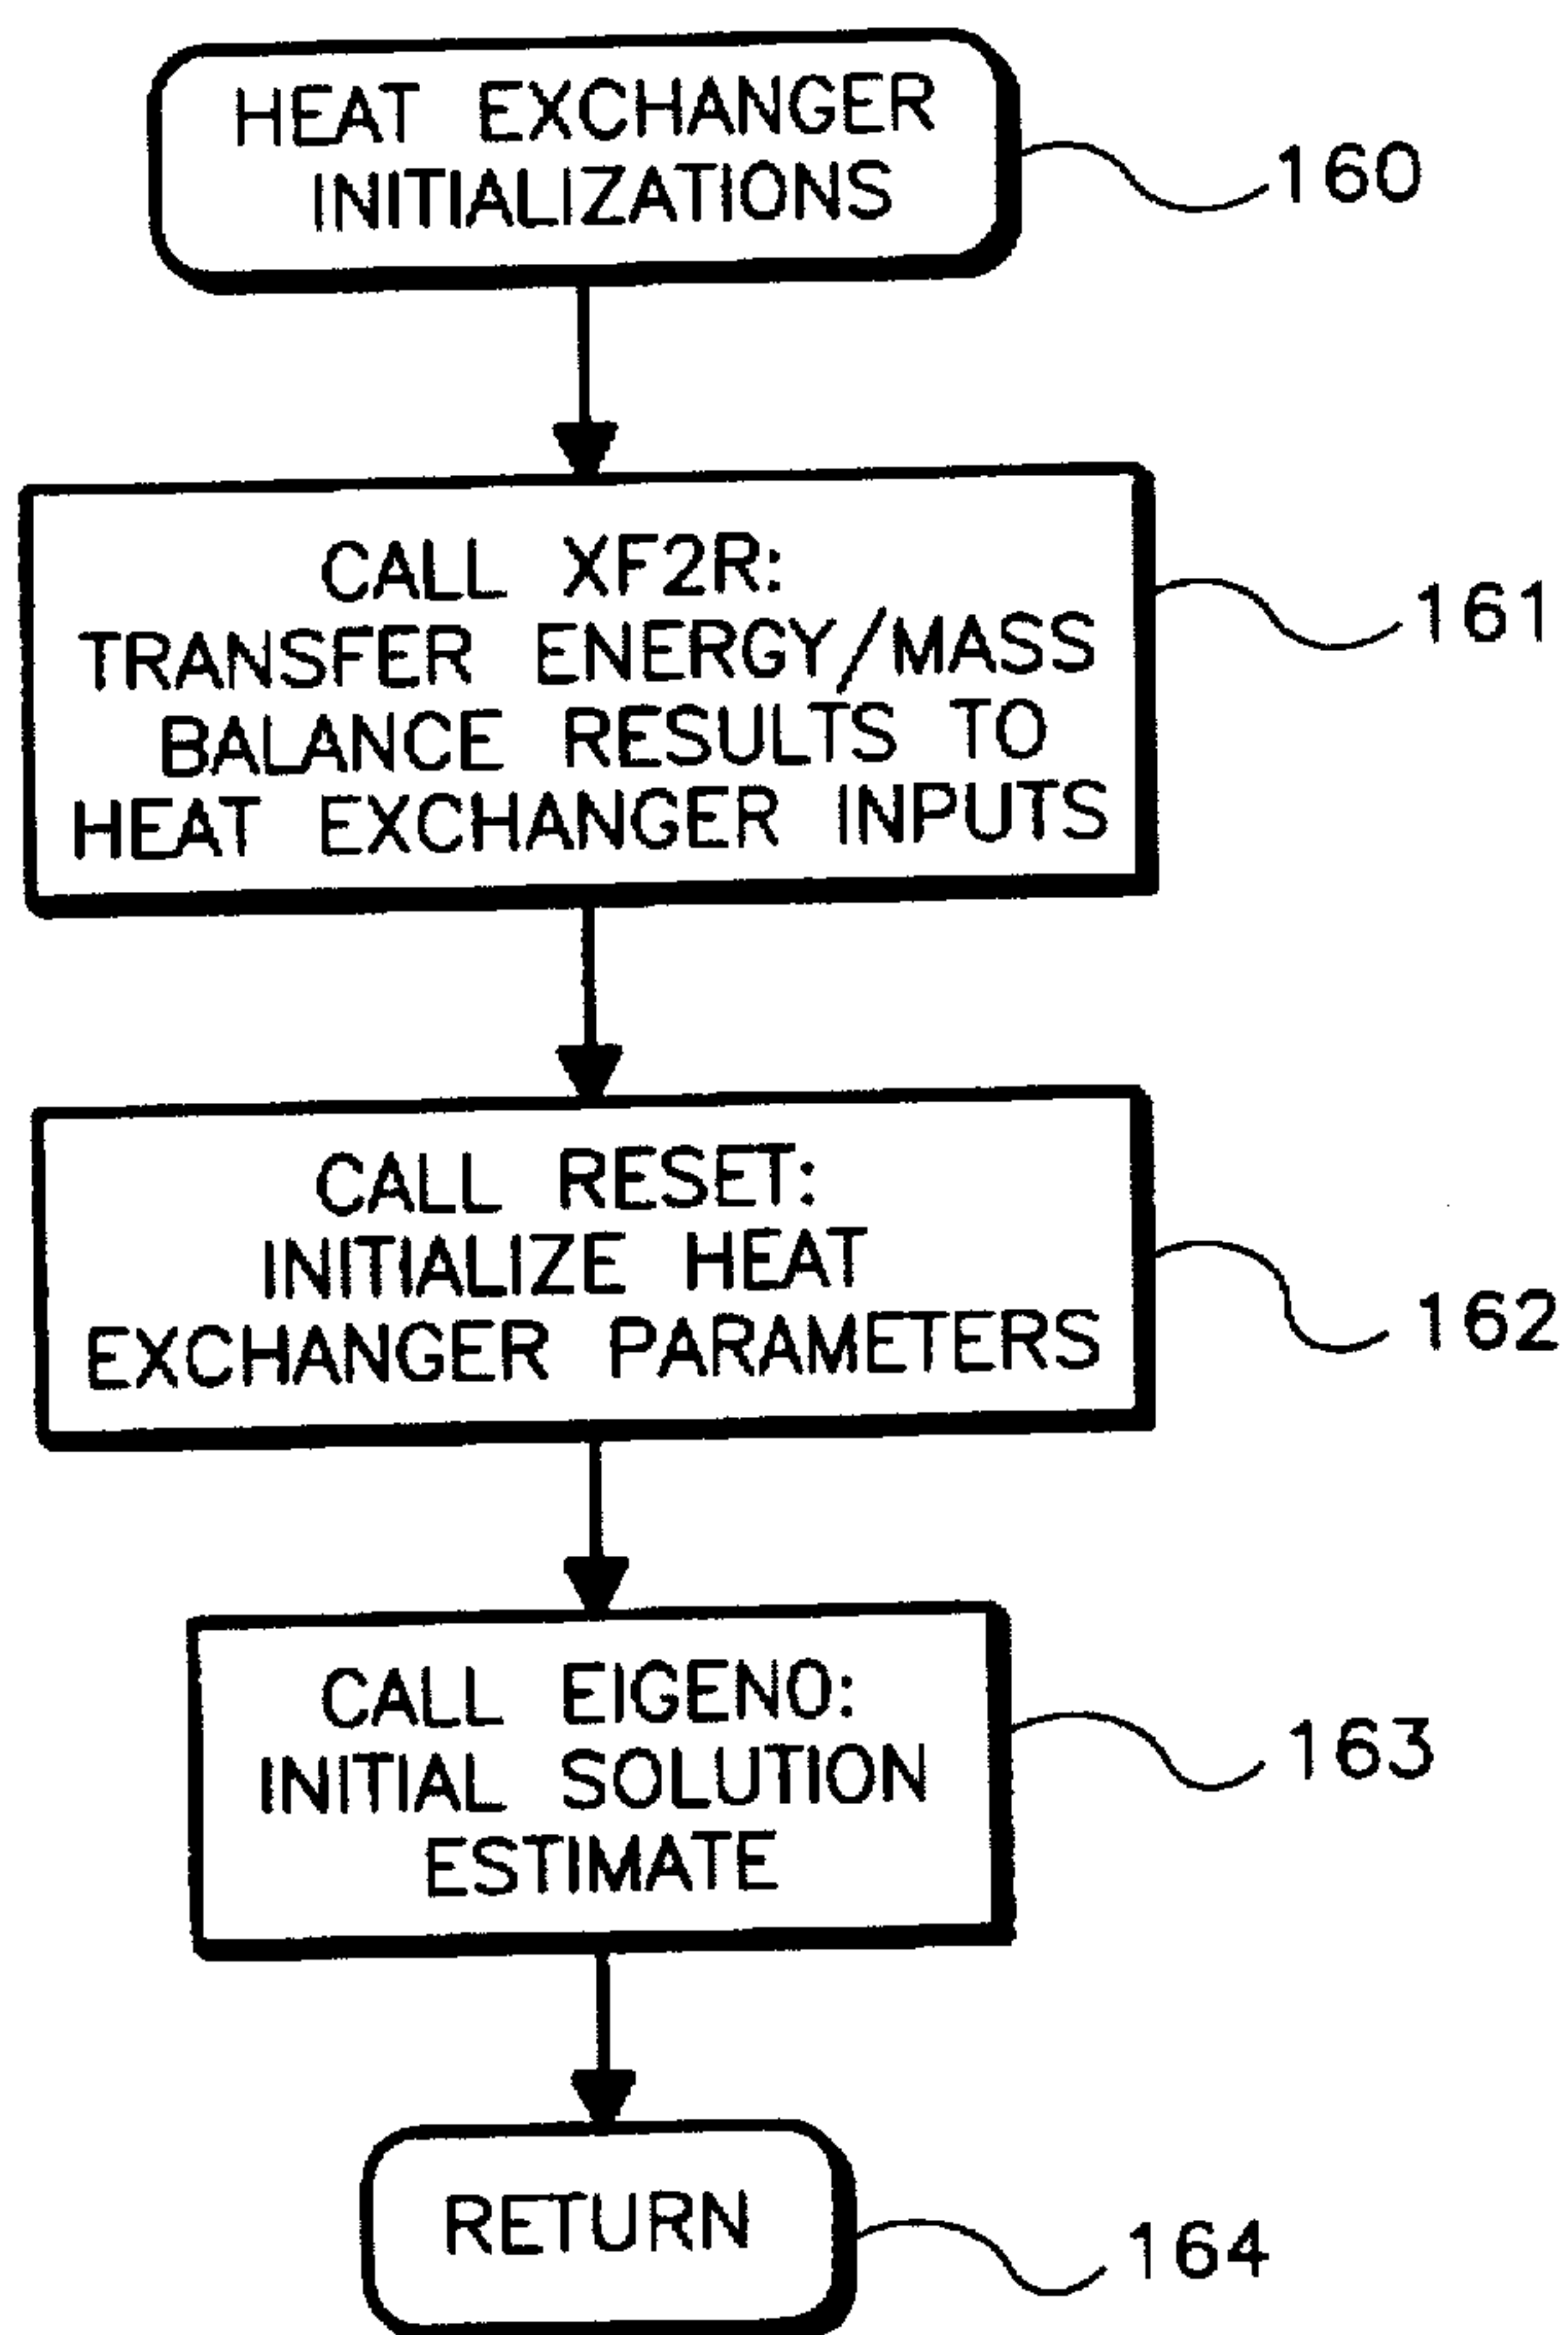 HEAT EXCHANGER
INITIALIZATIONS
160
CALL XF2R:
TRANSFER ENERGY/MASS
BALANCE RESULTS TO
HEAT EXCHANGER INPUTS
161
CALL RESET:
INITIALIZE HEAT
EXCHANGER PARAMETERS
162
CALL EIGENO:
INITIAL SOLUTION
ESTIMATE
163
RETURN
164